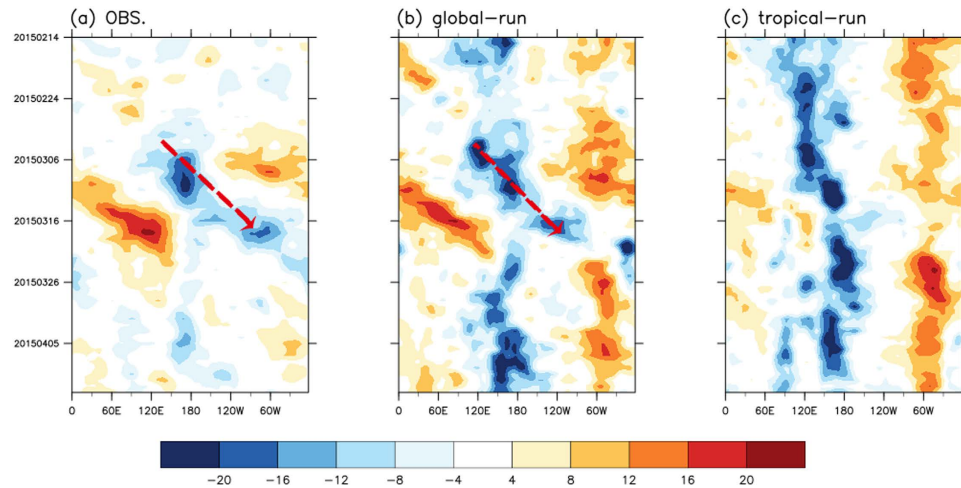 (a) OBS.
(b) global-run
(c) tropical-run
20150214
20150224
20150306
20150316
20150326
20150405
0 60E 120E 180 120W 60W
0 60E 120E 180 120W 60W
0 60E 120E 180 120W 60W
-20 -16 -12 -8 -4 4 8 12 16 20